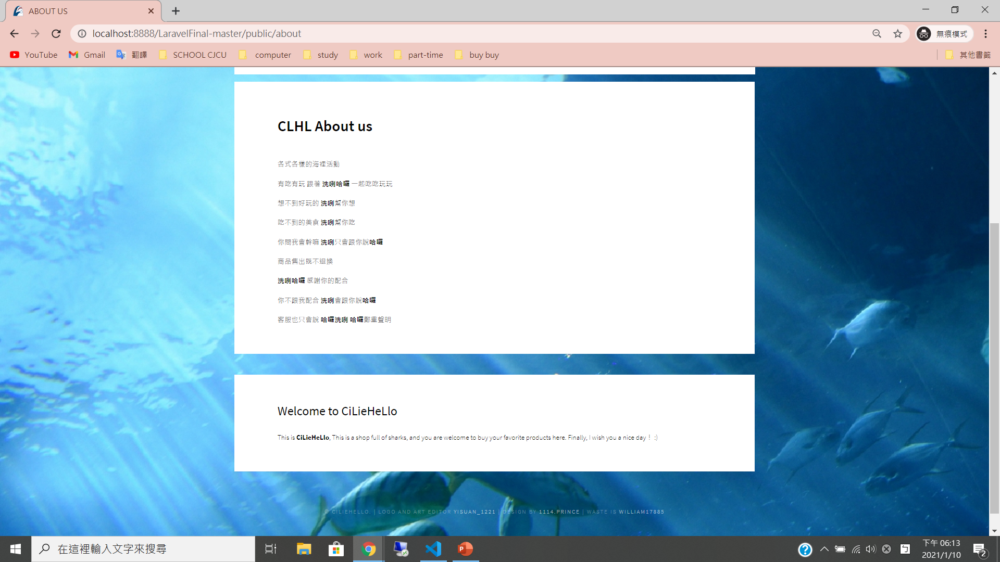 ABOUT US
localhost:8888/LaravelFinal-master/public/about
無痕模式
YouTube Gmail 翻譯 SCHOOL CJCU computer study work part-time buy buy 其他書籤
CLHL About us
各式各樣的海裡活動
有吃有玩 跟著 洗咧哈囉 一起吃吃玩玩
想不到好玩的 洗咧幫你想
吃不到的美食 洗咧幫你吃
你問我會幹嘛 洗咧只會跟你說哈囉
商品售出既不退換
洗咧哈囉 感謝你的配合
你不跟我配合 洗咧會跟你說哈囉
客服也只會說 哈囉洗咧 哈囉鄭重聲明
Welcome to CiLieHeLlo
This is CiLieHeLlo, This is a shop full of sharks, and you are welcome to buy your favorite products here. Finally, I wish you a nice day！ :)
© CILIEHELLO. | LOGO AND ART EDITOR YISUAN_1221 | DESIGN BY 1114.PRINCE | WASTE IS WILLIAM17885
在這裡輸入文字來搜尋
下午 06:13
2021/1/10
2